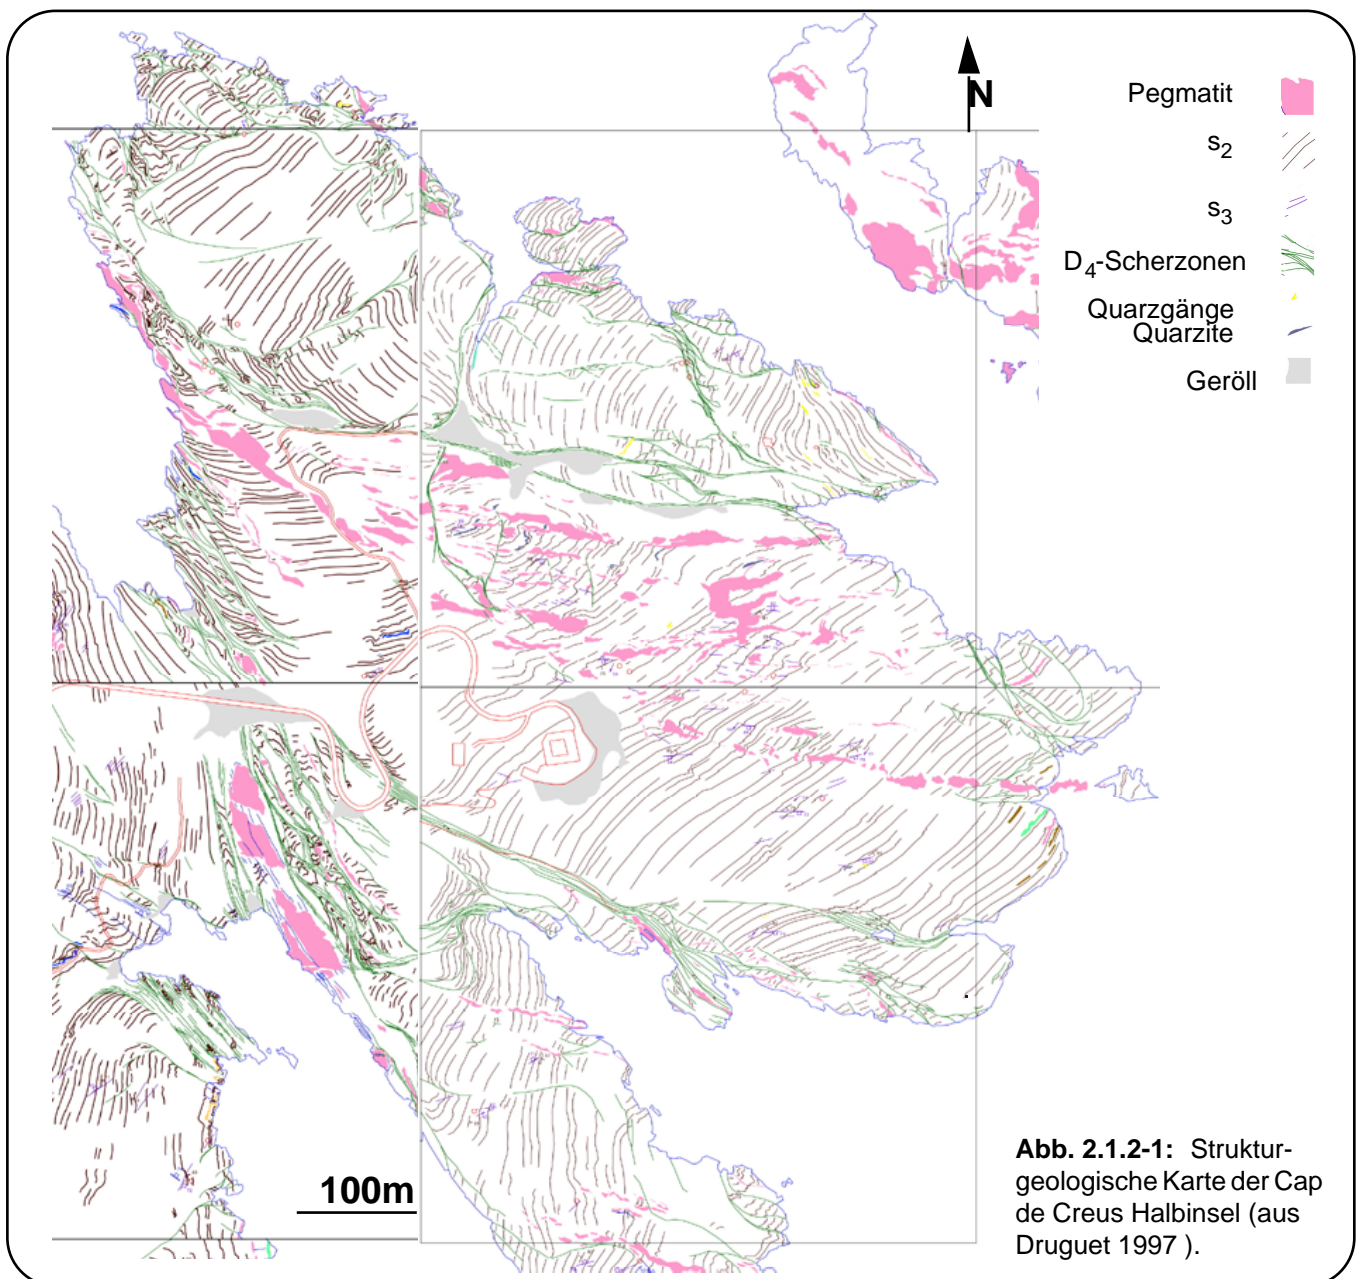 N
Pegmatit
s2
s3
D4-Scherzonen
Quarzgänge
Quarzite
Geröll
100m
Abb. 2.1.2-1: Struktur-
geologische Karte der Cap
de Creus Halbinsel (aus
Druguet 1997 ).